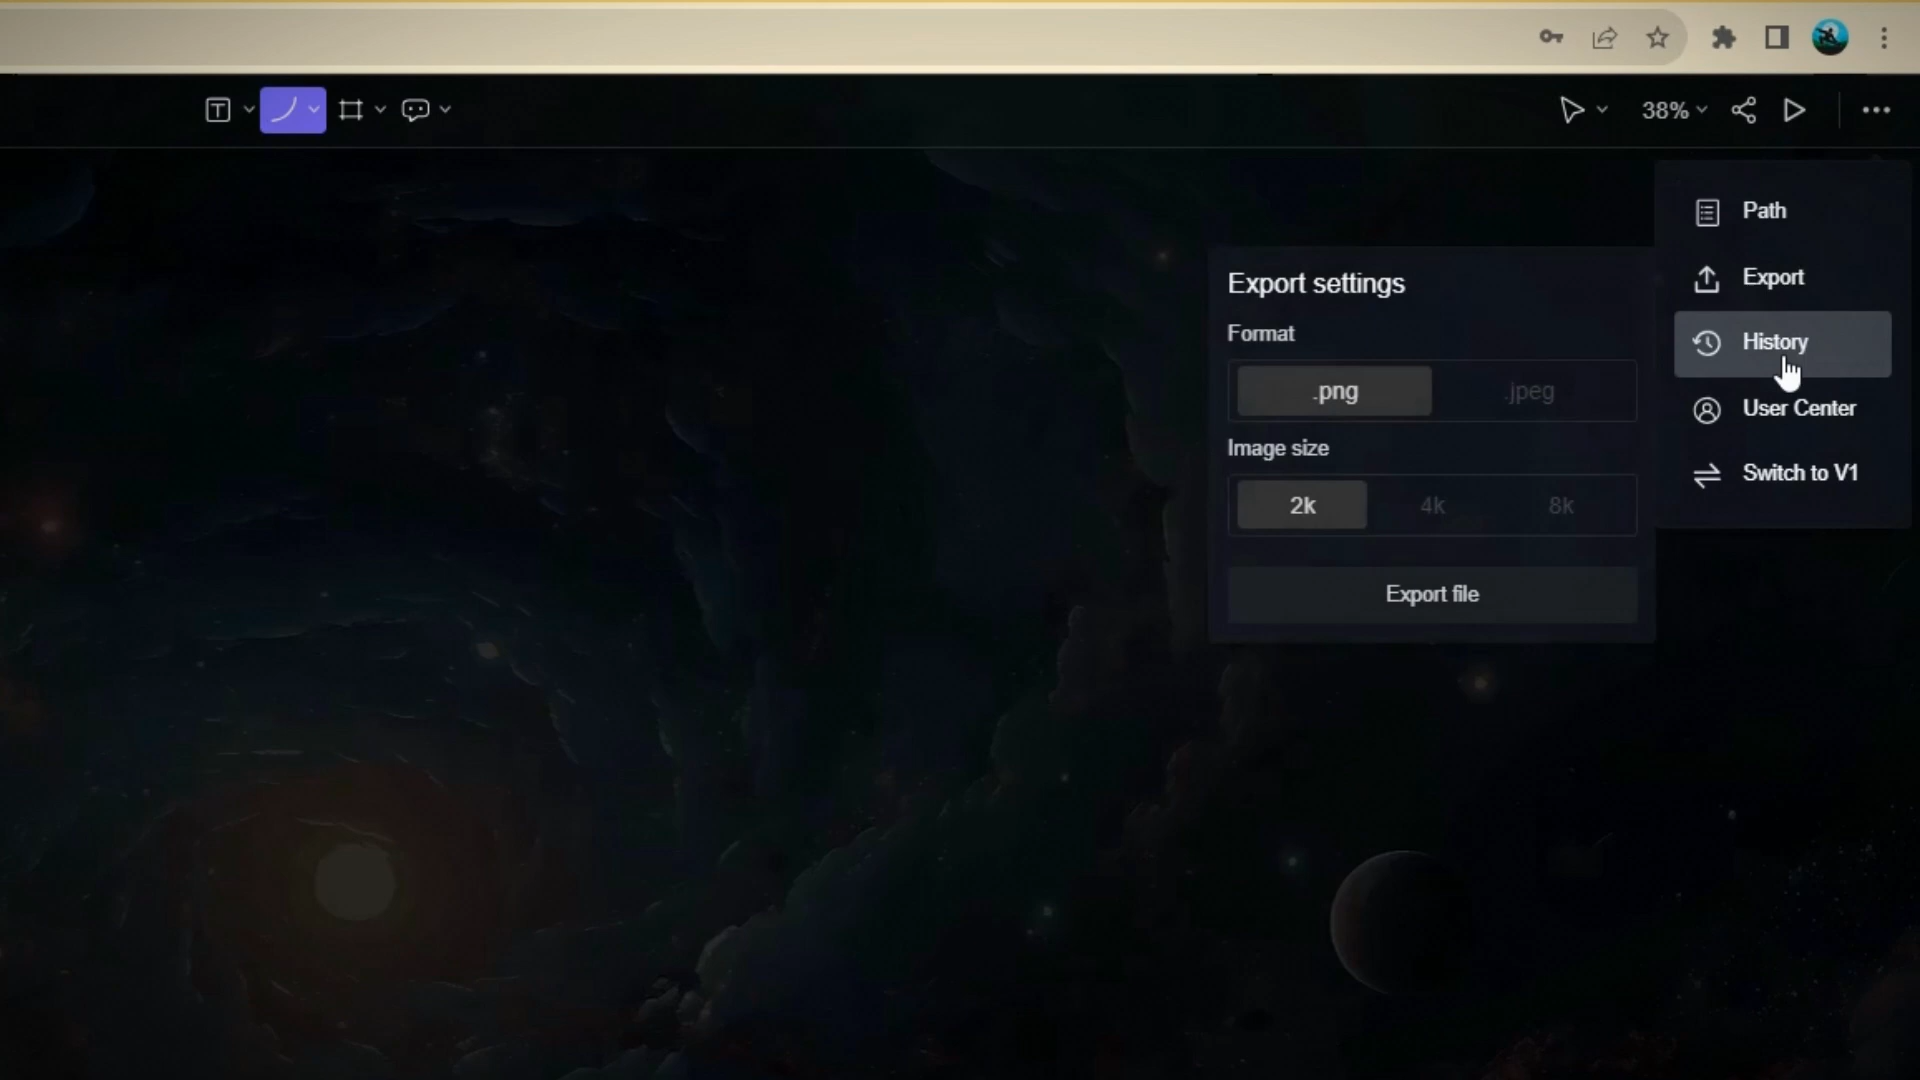 38%
Path
Export
History
User Center
Switch to V1
Export settings
Format
.png .jpeg
Image size
2k 4k 8k
Export file